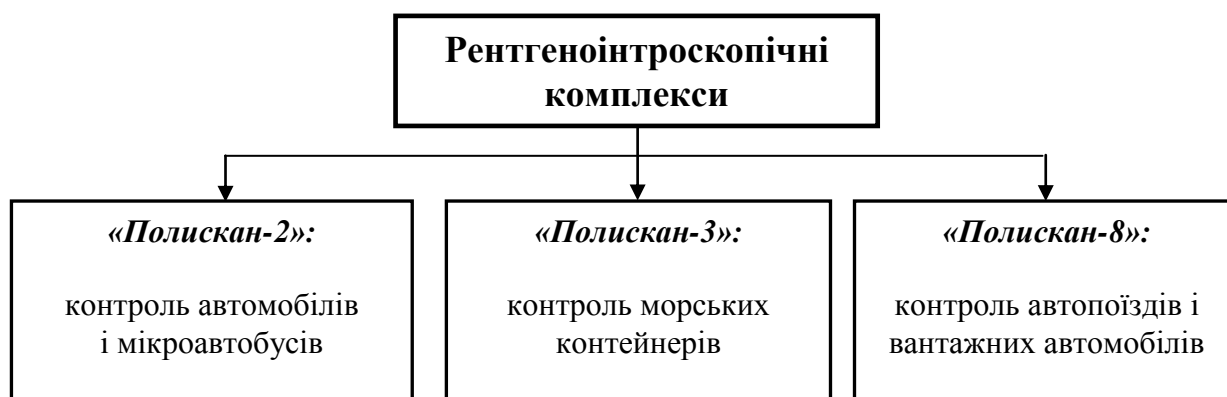 Рентгеноінтроскопічні
комплекси
«Полискан-2»:
контроль автомобілів
і мікроавтобусів
«Полискан-3»:
контроль морських
контейнерів
«Полискан-8»:
контроль автопоїздів і
вантажних автомобілів